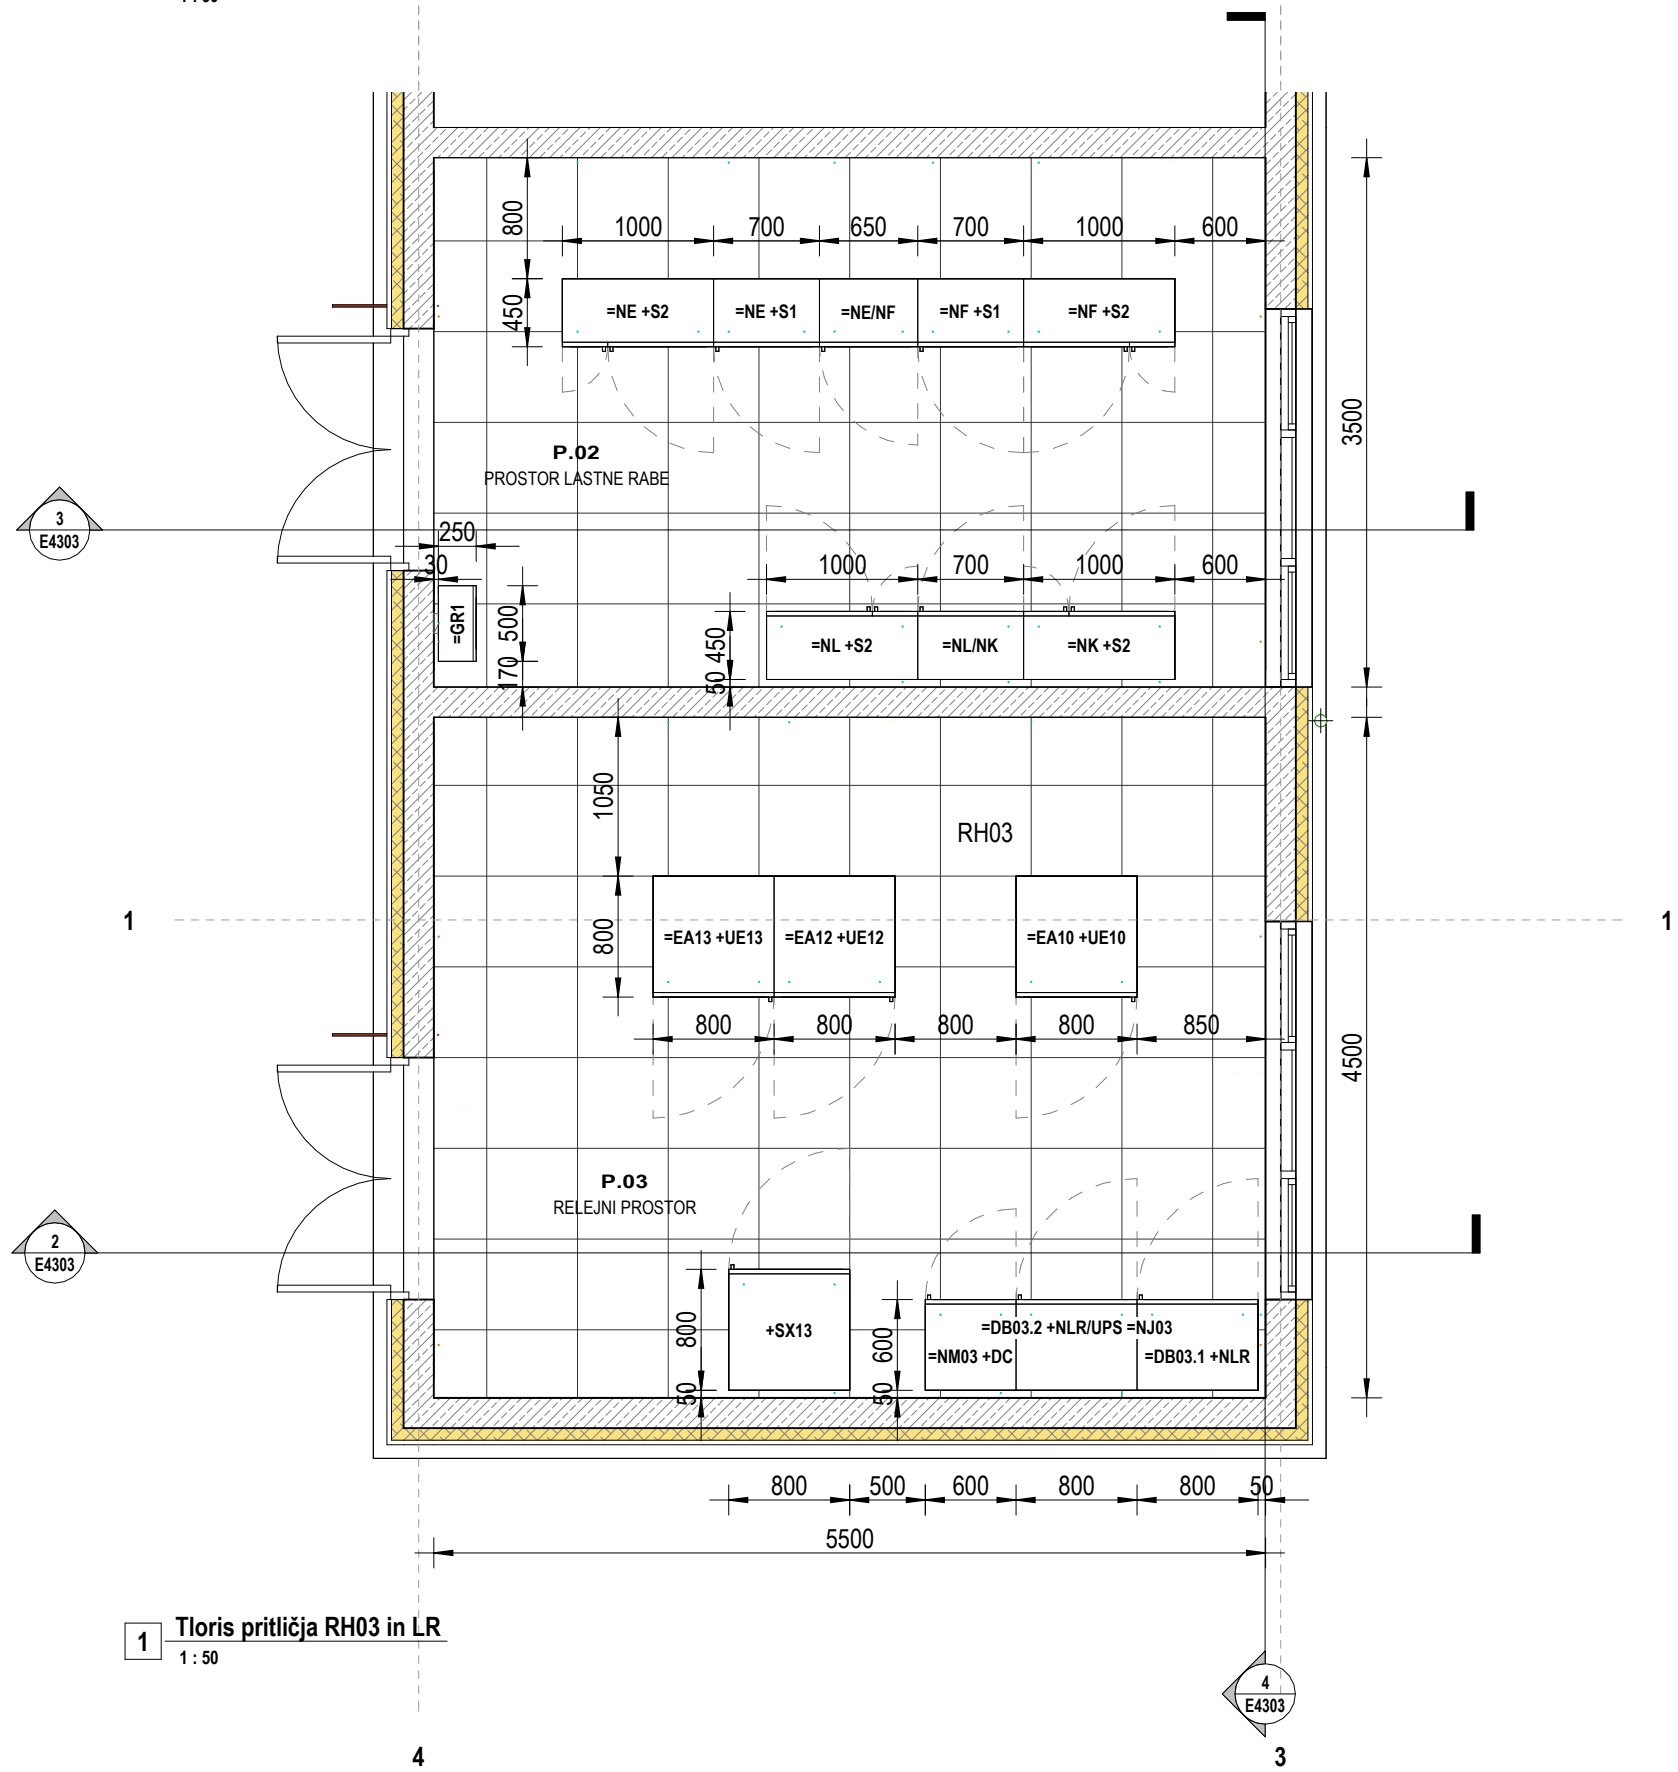 1000 700 650 700 1000 600
800
450
=NE +S2 =NE +S1 =NE/NF =NF +S1 =NF +S2
3500
P.02
PROSTOR LASTNE RABE
3
E4303
250
30
1000 700 1000 600
=GR1
500
170
450
50
=NL +S2 =NL/NK =NK +S2
1050
RH03
1 1
800
=EA13 +UE13 =EA12 +UE12 =EA10 +UE10
800 800 800 800 850
4500
P.03
RELEJNI PROSTOR
2
E4303
800
50
+SX13
600
50
=DB03.2 +NLR/UPS =NJ03
=NM03 +DC
=DB03.1 +NLR
800 500 600 800 800 50
5500
1 Tloris pritličja RH03 in LR
1 : 50
4
E4303
4 3